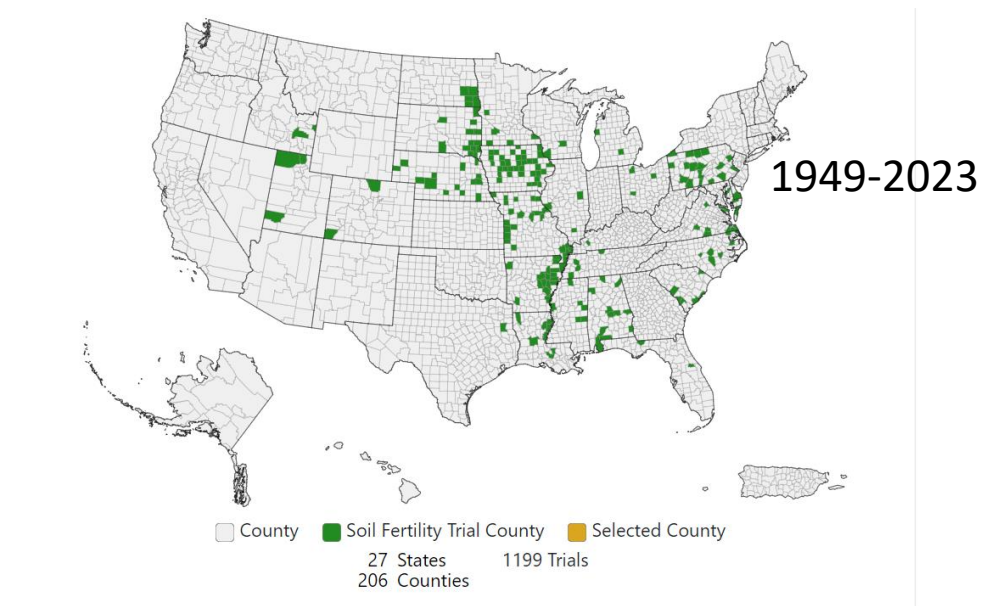 1949-2023
County Soil Fertility Trial County Selected County
27 States 1199 Trials
206 Counties